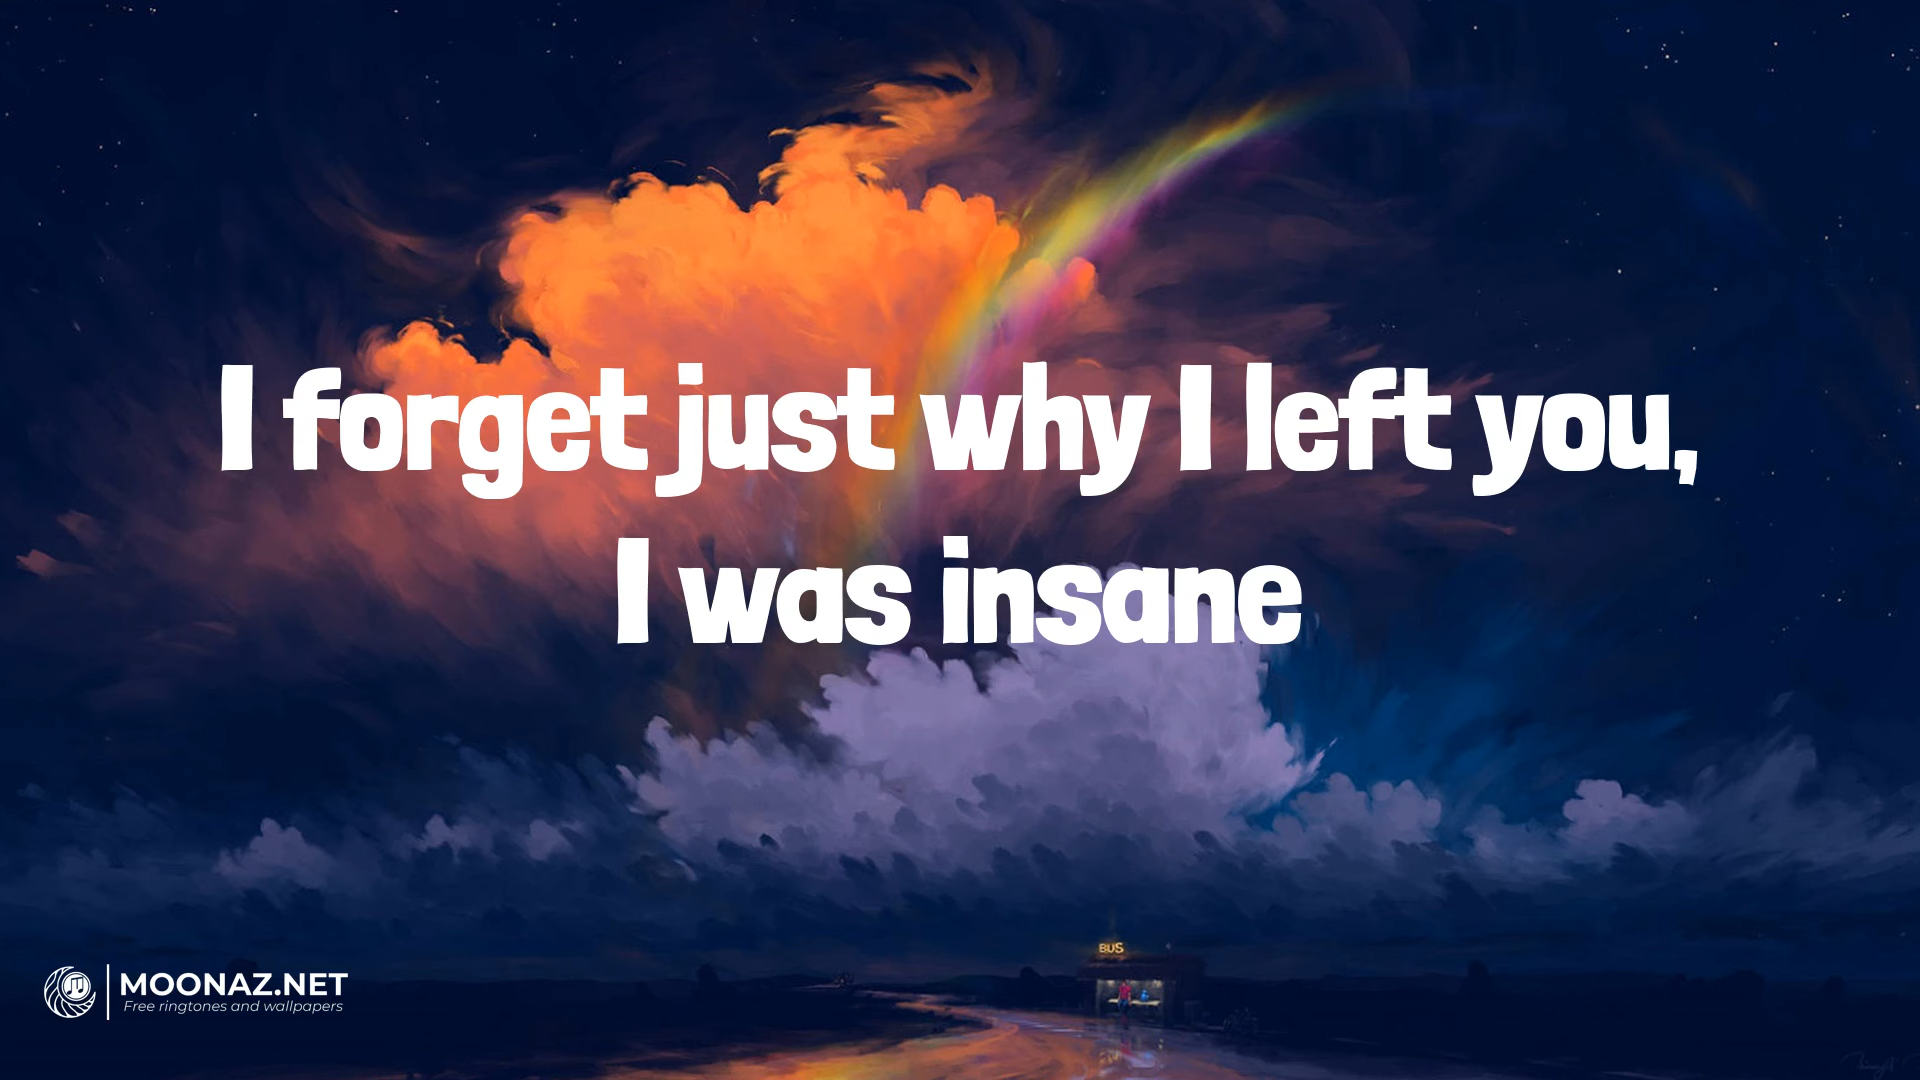 I forget just why I left you,
I was insane
BUS
MOONAZ.NET
Free ringtones and wallpapers